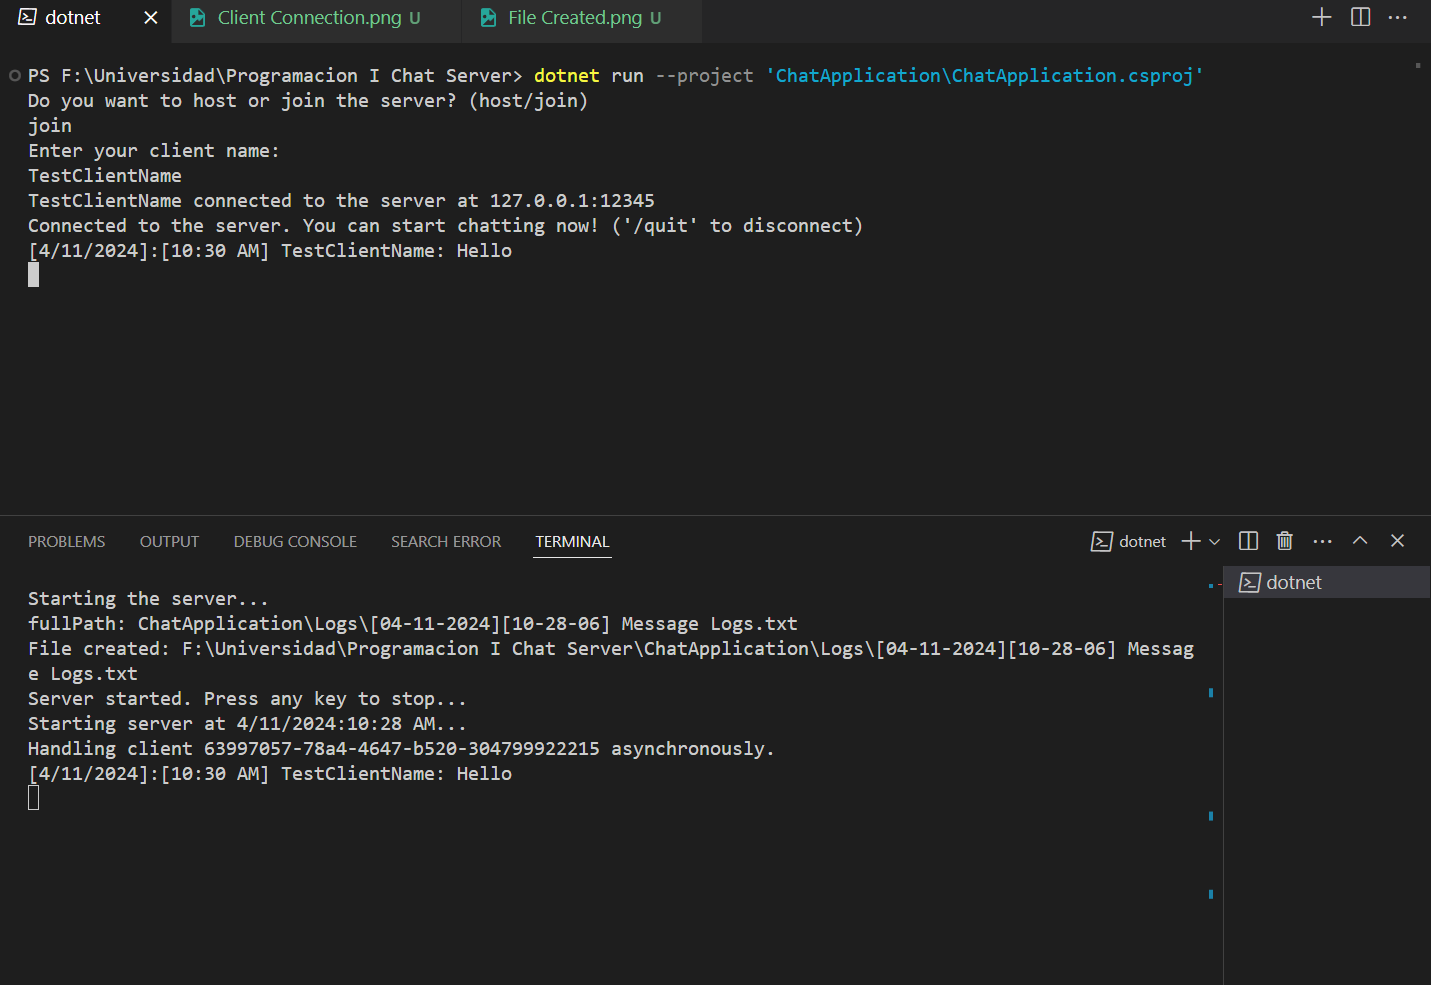 dotnet
Client Connection.png U
File Created.png U
PS F:\Universidad\Programacion I Chat Server> dotnet run --project 'ChatApplication\ChatApplication.csproj'
Do you want to host or join the server? (host/join)
join
Enter your client name:
TestClientName
TestClientName connected to the server at 127.0.0.1:12345
Connected to the server. You can start chatting now! ('/quit' to disconnect)
[4/11/2024]:[10:30 AM] TestClientName: Hello
PROBLEMS OUTPUT DEBUG CONSOLE SEARCH ERROR TERMINAL
dotnet
dotnet
Starting the server...
fullPath: ChatApplication\Logs\[04-11-2024][10-28-06] Message Logs.txt
File created: F:\Universidad\Programacion I Chat Server\ChatApplication\Logs\[04-11-2024][10-28-06] Messag
e Logs.txt
Server started. Press any key to stop...
Starting server at 4/11/2024:10:28 AM...
Handling client 63997057-78a4-4647-b520-304799922215 asynchronously.
[4/11/2024]:[10:30 AM] TestClientName: Hello